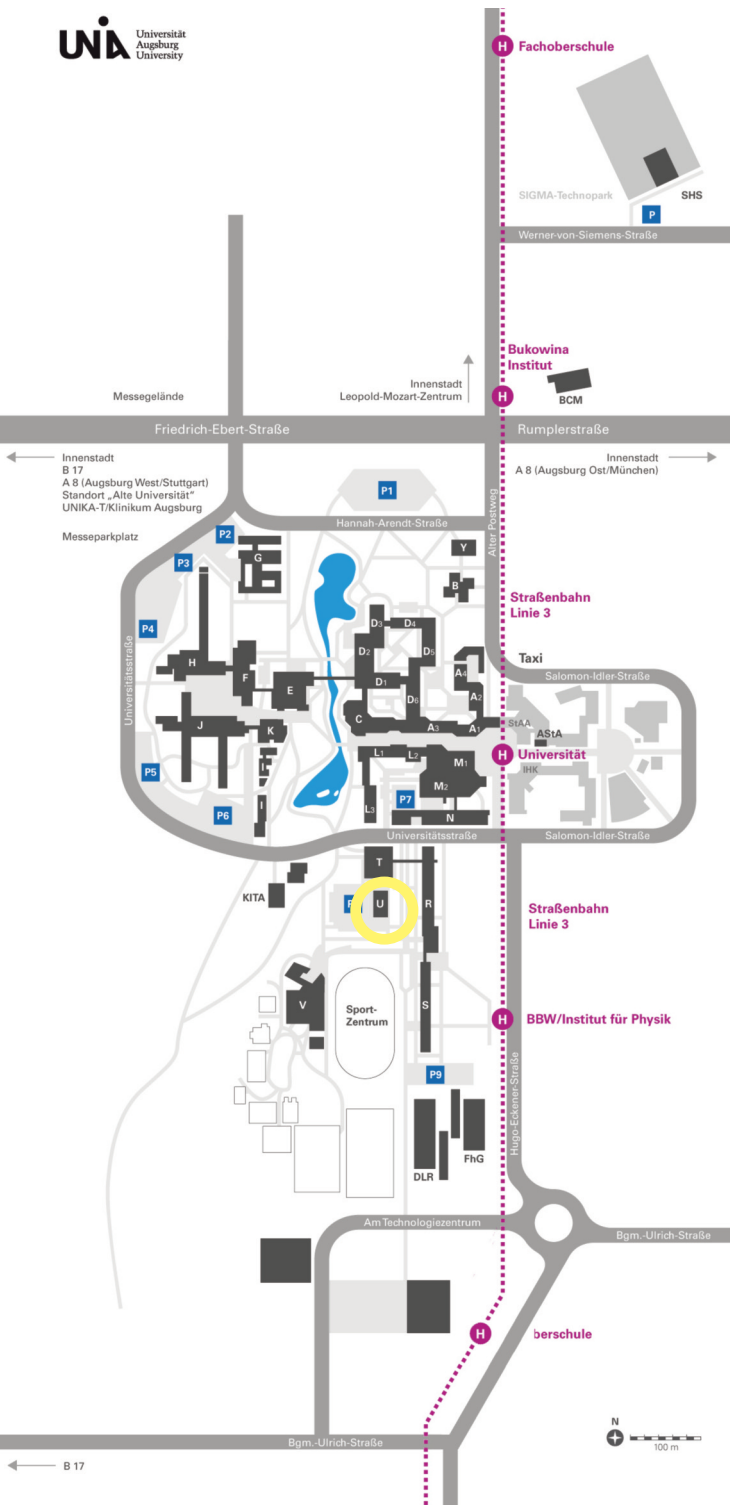 UNIA Universität
Augsburg
University
H Fachoberschule
SIGMA-Technopark
SHS
P
Werner-von-Siemens-Straße
Bukowina
Institut
Innenstadt
Leopold-Mozart-Zentrum
H
BCM
Messegelände
Friedrich-Ebert-Straße
Rumplerstraße
Innenstadt
B 17
A 8 (Augsburg West/Stuttgart)
Standort „Alte Universität"
UNIKA-T/Klinikum Augsburg
Innenstadt
A 8 (Augsburg Ost/München)
Messeparkplatz
P1
Hannah-Arendt-Straße
Alter Postweg
P2
G
Y
P3
B
P4
Straßenbahn
Linie 3
D3
D4
D2
D5
H
F
E
D1
A4
Taxi
Salomon-Idler-Straße
Universitätsstraße
D6
A2
C
A3
A1
StAA
AStA
J
K
H Universität
L1
L2
M1
IHK
I
M2
P5
I
L3
P7
P6
N
Universitätsstraße
Salomon-Idler-Straße
T
KITA
U
R
Straßenbahn
Linie 3
V
Sport-
Zentrum
S
H BBW/Institut für Physik
P9
Hugo-Eckener-Straße
DLR
FhG
Am Technologiezentrum
Bgm.-Ulrich-Straße
H berschule
N
100 m
Bgm.-Ulrich-Straße
B 17